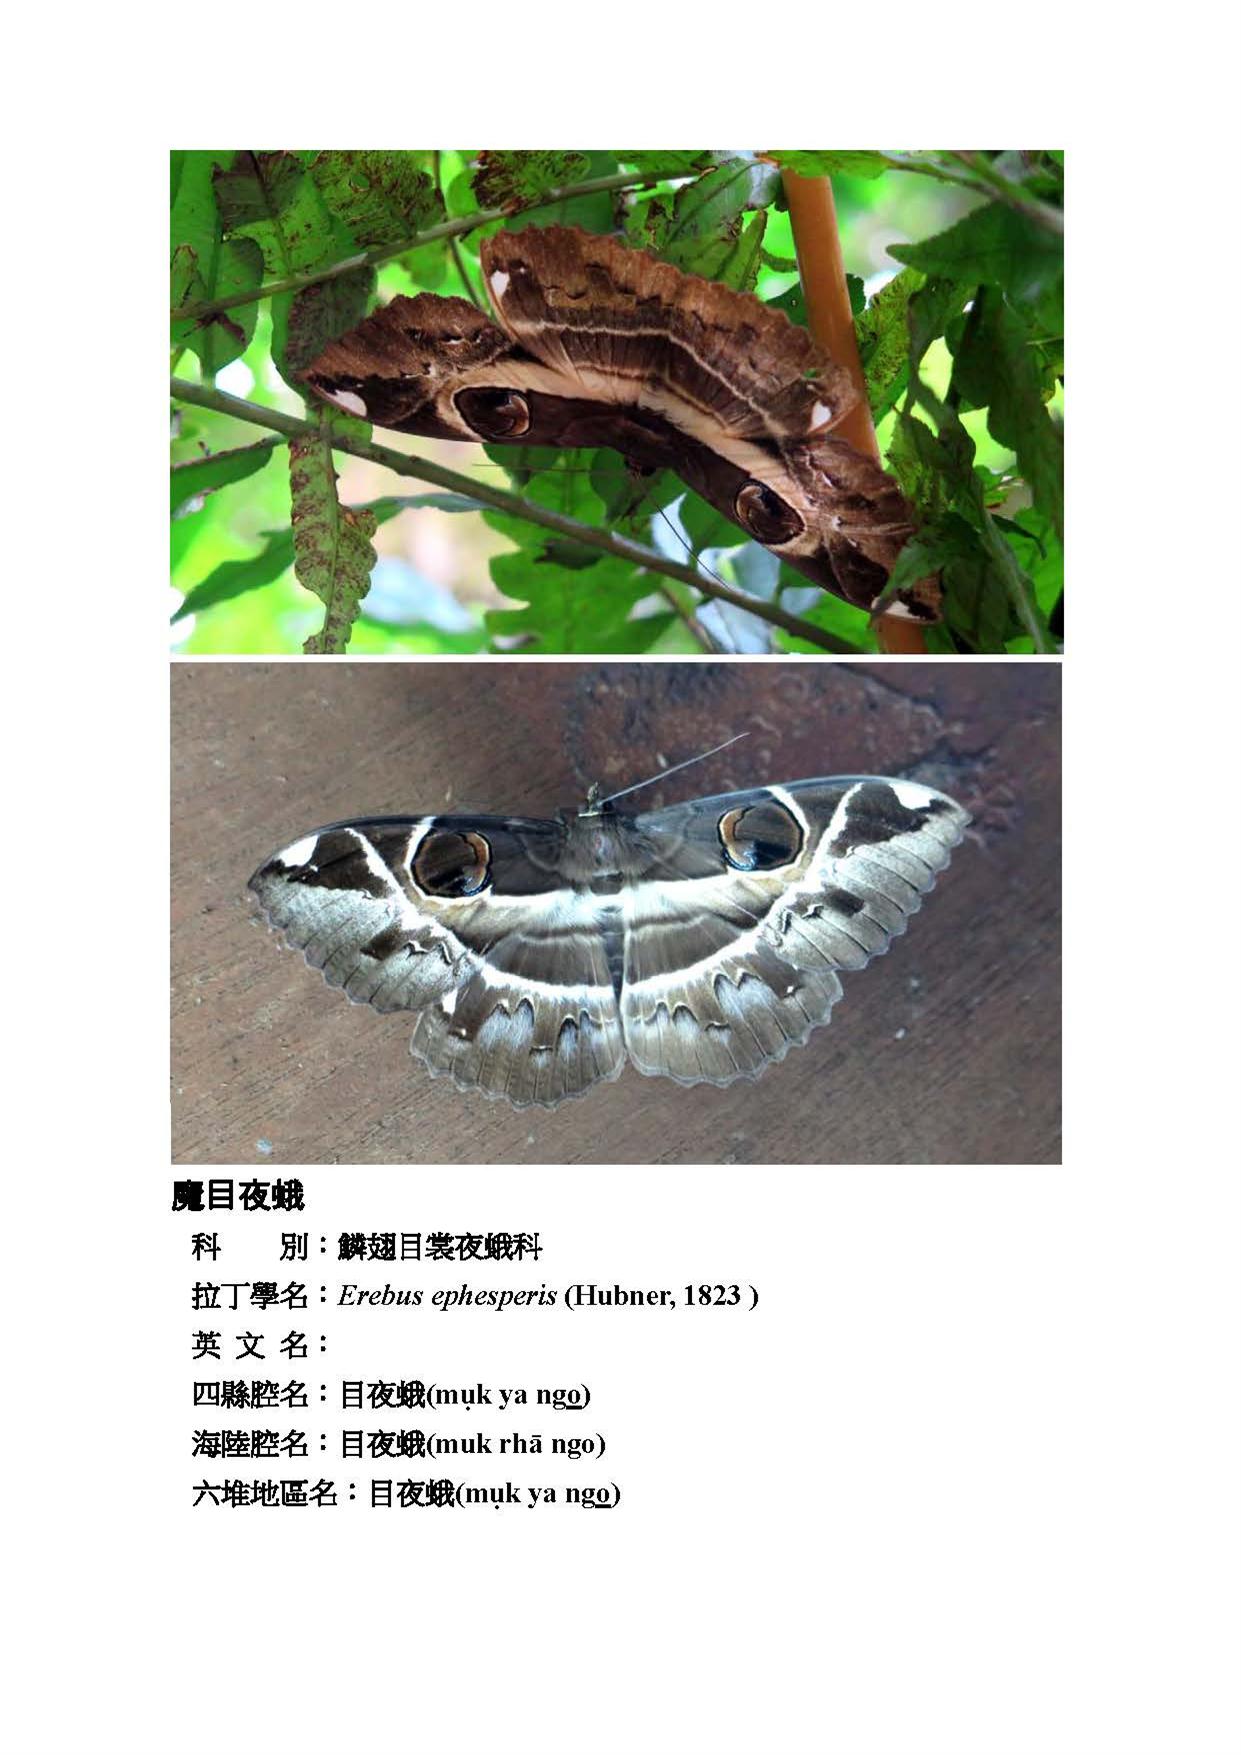 魔目夜蛾
科　　別：鱗翅目裳夜蛾科
拉丁學名：Erebus ephesperis (Hubner, 1823 )
英 文 名：
四縣腔名：目夜蛾(mṳk ya ngo̲)
海陸腔名：目夜蛾(muk rhā ngo)
六堆地區名：目夜蛾(mṳk ya ngo̲)